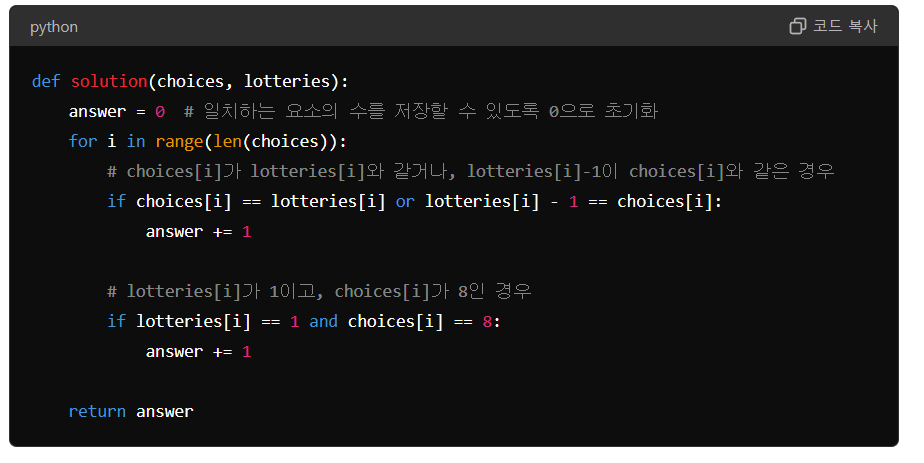 python
코드 복사
def solution(choices, lotteries):
    answer = 0  # 일치하는 요소의 수를 저장할 수 있도록 0으로 초기화
    for i in range(len(choices)):
        # choices[i]가 lotteries[i]와 같거나, lotteries[i]-1이 choices[i]와 같은 경우
        if choices[i] == lotteries[i] or lotteries[i] - 1 == choices[i]:
            answer += 1
        # lotteries[i]가 1이고, choices[i]가 8인 경우
        if lotteries[i] == 1 and choices[i] == 8:
            answer += 1
    return answer